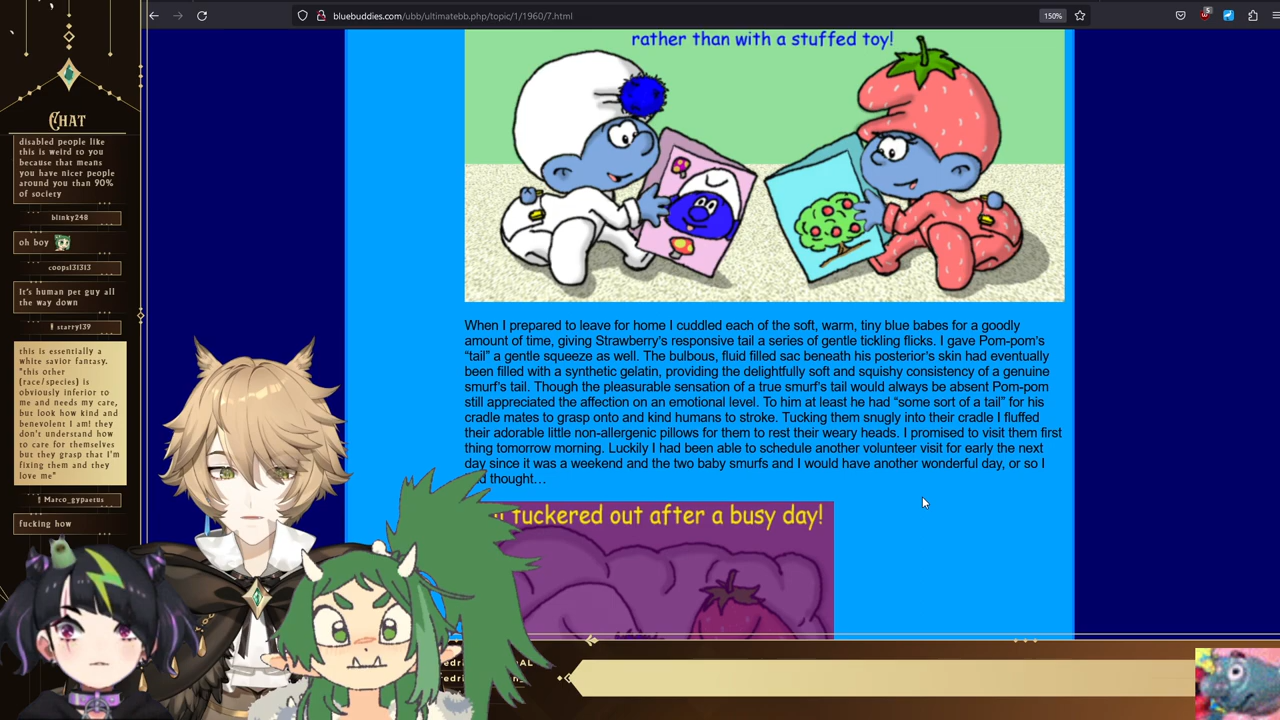 bluebuddies.com/ubb/ultimatebb.php/topic/1/1960/7.html
150%
5
CHAT
disabled people like
this is weird to you
because that means
you have nicer people
around you than 90%
of society
blinky248
oh boy
coops131313
It's human pet guy all
the way down
starry139
this is essentially a
white savior fantasy.
"this other
(race/species) is
obviously inferior to
me and needs my care,
but look how kind and
benevolent I am! they
don't understand how
to care for themselves
but they grasp that I'm
fixing them and they
love me"
Marco_gypaetus
fucking how
rather than with a stuffed toy!
When I prepared to leave for home I cuddled each of the soft, warm, tiny blue babes for a goodly
amount of time, giving Strawberry's responsive tail a series of gentle tickling flicks. I gave Pom-pom's
“tail” a gentle squeeze as well. The bulbous, fluid filled sac beneath his posterior's skin had eventually
been filled with a synthetic gelatin, providing the delightfully soft and squishy consistency of a genuine
smurf's tail. Though the pleasurable sensation of a true smurf's tail would always be absent Pom-pom
still appreciated the affection on an emotional level. To him at least he had “some sort of a tail” for his
cradle mates to grasp onto and kind humans to stroke. Tucking them snugly into their cradle I fluffed
their adorable little non-allergenic pillows for them to rest their weary heads. I promised to visit them first
thing tomorrow morning. Luckily I had been able to schedule another volunteer visit for early the next
day since it was a weekend and the two baby smurfs and I would have another wonderful day, or so I
thought…
tuckered out after a busy day!